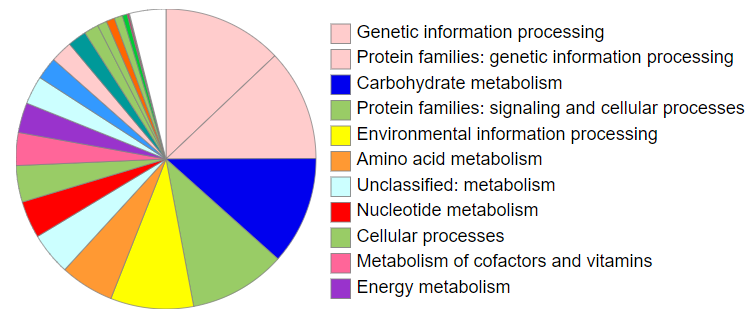 Genetic information processing
Protein families: genetic information processing
Carbohydrate metabolism
Protein families: signaling and cellular processes
Environmental information processing
Amino acid metabolism
Unclassified: metabolism
Nucleotide metabolism
Cellular processes
Metabolism of cofactors and vitamins
Energy metabolism